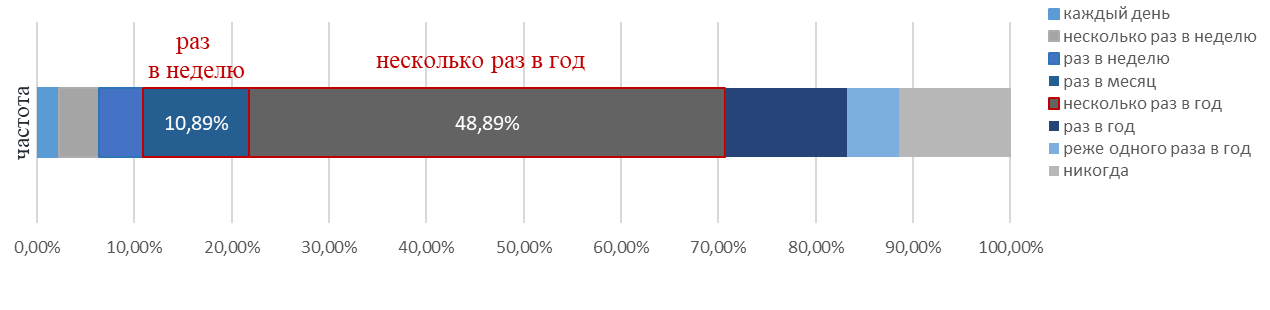 раз
в неделю
несколько раз в год
частота
10,89%
48,89%
0,00% 10,00% 20,00% 30,00% 40,00% 50,00% 60,00% 70,00% 80,00% 90,00% 100,00%
каждый день
несколько раз в неделю
раз в неделю
раз в месяц
несколько раз в год
раз в год
реже одного раза в год
никогда